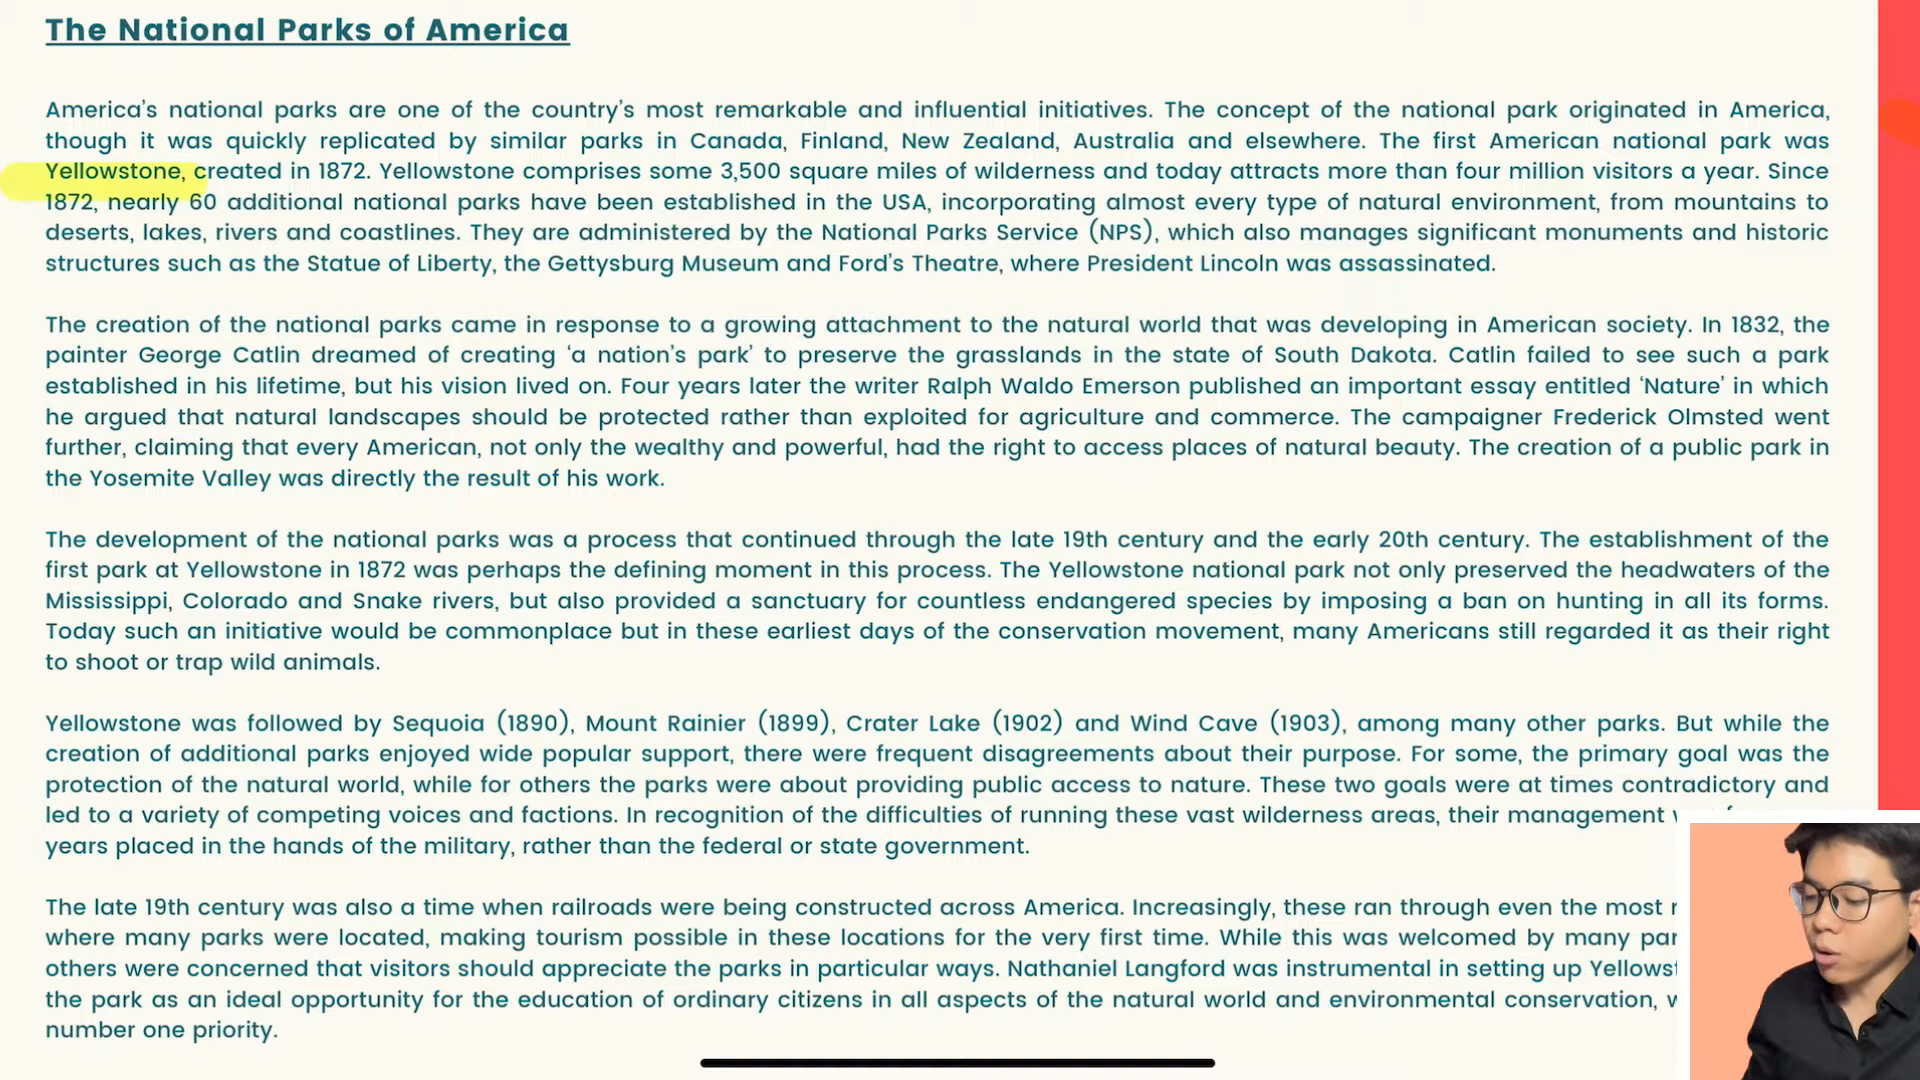 The National Parks of America
America's national parks are one of the country's most remarkable and influential initiatives. The concept of the national park originated in America,
though it was quickly replicated by similar parks in Canada, Finland, New Zealand, Australia and elsewhere. The first American national park was
Yellowstone, created in 1872. Yellowstone comprises some 3,500 square miles of wilderness and today attracts more than four million visitors a year. Since
1872, nearly 60 additional national parks have been established in the USA, incorporating almost every type of natural environment, from mountains to
deserts, lakes, rivers and coastlines. They are administered by the National Parks Service (NPS), which also manages significant monuments and historic
structures such as the Statue of Liberty, the Gettysburg Museum and Ford's Theatre, where President Lincoln was assassinated.
The creation of the national parks came in response to a growing attachment to the natural world that was developing in American society. In 1832, the
painter George Catlin dreamed of creating 'a nation's park' to preserve the grasslands in the state of South Dakota. Catlin failed to see such a park
established in his lifetime, but his vision lived on. Four years later the writer Ralph Waldo Emerson published an important essay entitled 'Nature' in which
he argued that natural landscapes should be protected rather than exploited for agriculture and commerce. The campaigner Frederick Olmsted went
further, claiming that every American, not only the wealthy and powerful, had the right to access places of natural beauty. The creation of a public park in
the Yosemite Valley was directly the result of his work.
The development of the national parks was a process that continued through the late 19th century and the early 20th century. The establishment of the
first park at Yellowstone in 1872 was perhaps the defining moment in this process. The Yellowstone national park not only preserved the headwaters of the
Mississippi, Colorado and Snake rivers, but also provided a sanctuary for countless endangered species by imposing a ban on hunting in all its forms.
Today such an initiative would be commonplace but in these earliest days of the conservation movement, many Americans still regarded it as their right
to shoot or trap wild animals.
Yellowstone was followed by Sequoia (1890), Mount Rainier (1899), Crater Lake (1902) and Wind Cave (1903), among many other parks. But while the
creation of additional parks enjoyed wide popular support, there were frequent disagreements about their purpose. For some, the primary goal was the
protection of the natural world, while for others the parks were about providing public access to nature. These two goals were at times contradictory and
led to a variety of competing voices and factions. In recognition of the difficulties of running these vast wilderness areas, their management
years placed in the hands of the military, rather than the federal or state government.
The late 19th century was also a time when railroads were being constructed across America. Increasingly, these ran through even the most
where many parks were located, making tourism possible in these locations for the very first time. While this was welcomed by many
others were concerned that visitors should appreciate the parks in particular ways. Nathaniel Langford was instrumental in setting up
the park as an ideal opportunity for the education of ordinary citizens in all aspects of the natural world and environmental conservation,
number one priority.